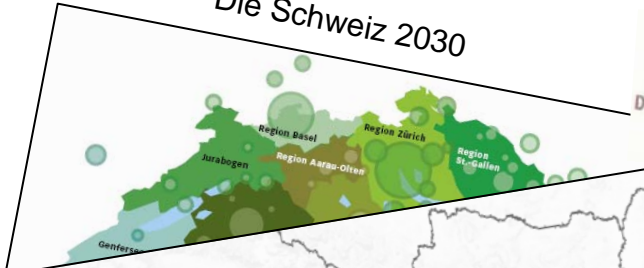 Die Schweiz 2030
Region Basel
Region Zürich
Jurabogen
Region Aarau-Olten
Region
St.-Gallen
Genfersee
D